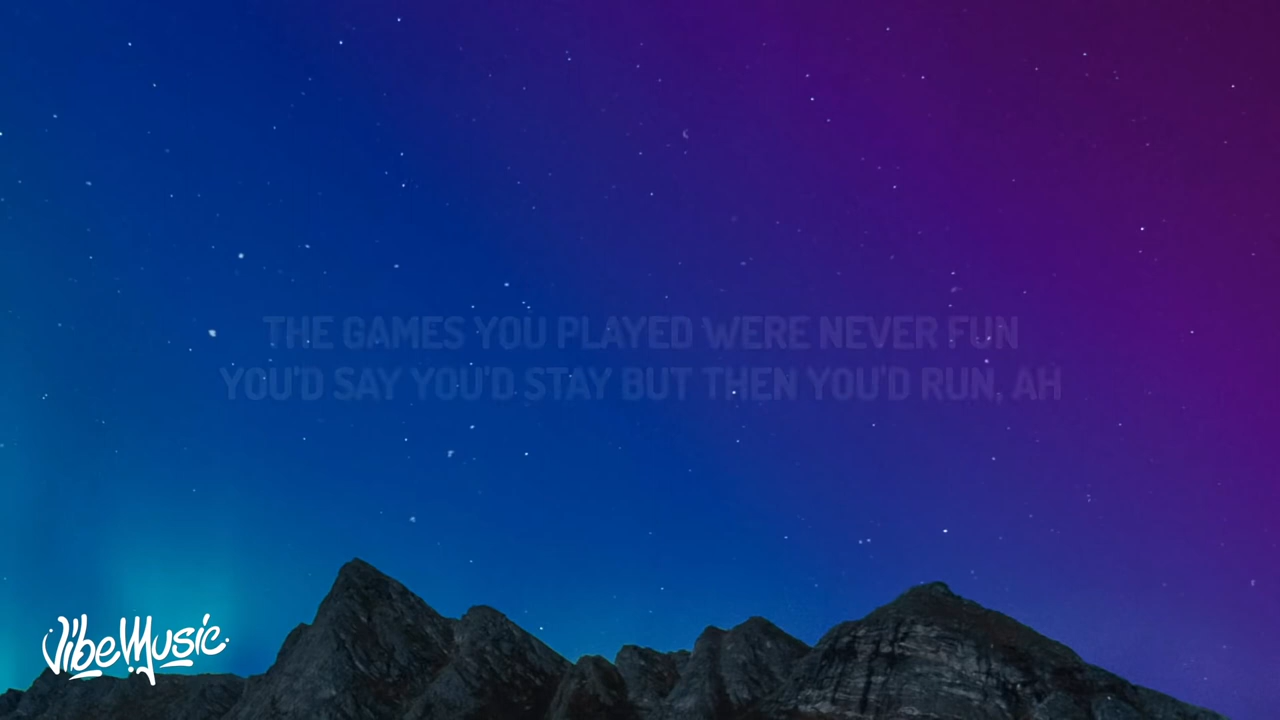 THE GAMES YOU PLAYED WERE NEVER FUN
YOU'D SAY YOU'D STAY BUT THEN YOU'D RUN, AH
VibeMusic